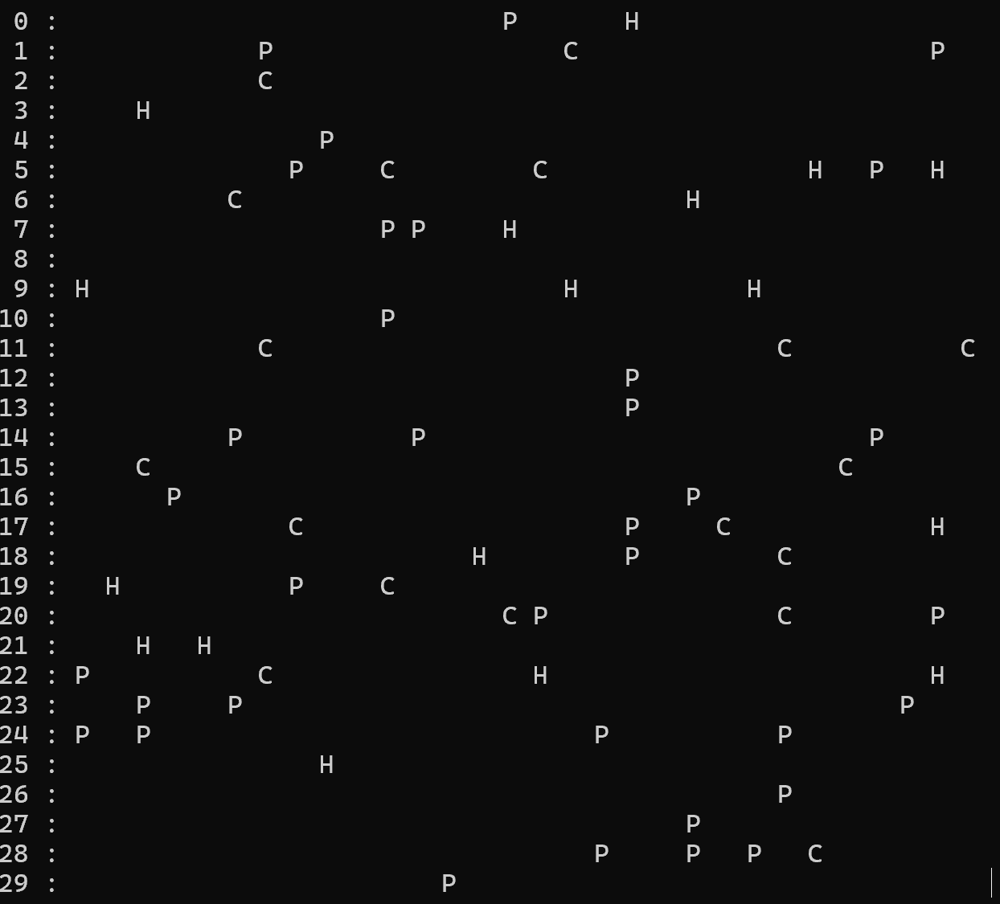 0 : P H
1 : P C P
2 : C
3 : H
4 : P
5 : P C C H P H
6 : C H
7 : P P H
8 :
9 : H H H
10 : P
11 : C C C
12 : P
13 : P
14 : P P P
15 : C C
16 : P P
17 : C P C H
18 : H P C
19 : H P C
20 : C P C P
21 : H H
22 : P C H H
23 : P P P
24 : P P P P
25 : H
26 : P
27 : P
28 : P P P C
29 : P